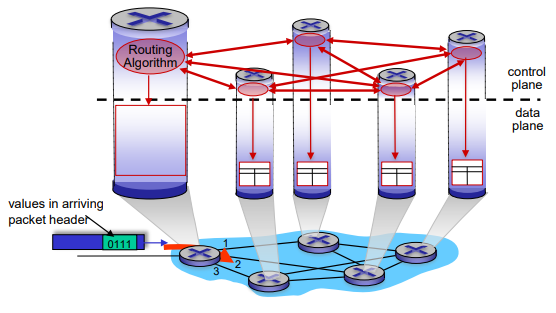 Routing
Algorithm
control
plane
data
plane
values in arriving
packet header
0111
1
2
3